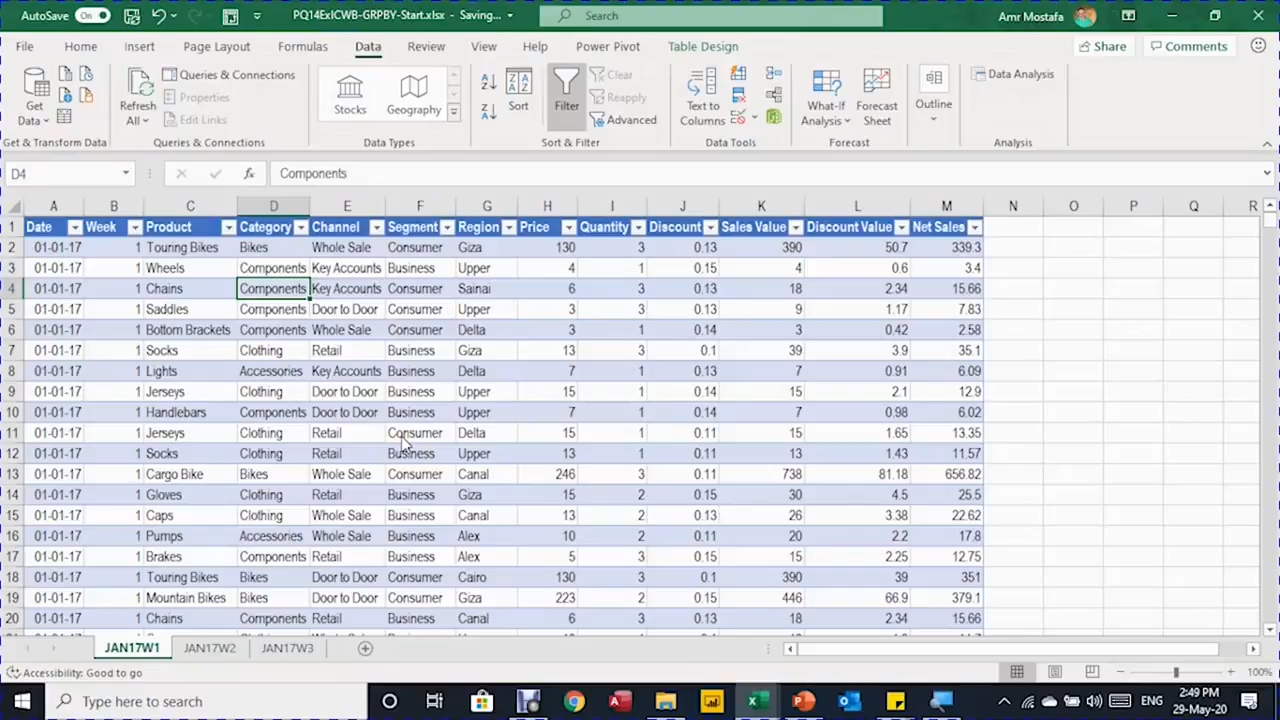 AutoSave On PQ14ExICWB-GRPBY-Start.xlsx - Saving... Search Amr Mostafa
File Home Insert Page Layout Formulas Data Review View Help Power Pivot Table Design Share Comments
Get Data Refresh All Queries & Connections Properties Edit Links Stocks Geography Sort Filter Clear Reapply Advanced Text to Columns What-If Analysis Forecast Sheet Outline Data Analysis
Get & Transform Data Queries & Connections Data Types Sort & Filter Data Tools Forecast Analysis
D4 fx Components
A B C D E F G H I J K L M N O P Q R
1 Date Week Product Category Channel Segment Region Price Quantity Discount Sales Value Discount Value Net Sales
2 01-01-17 1 Touring Bikes Bikes Whole Sale Consumer Giza 130 3 0.13 390 50.7 339.3
3 01-01-17 1 Wheels Components Key Accounts Business Upper 4 1 0.15 4 0.6 3.4
4 01-01-17 1 Chains Components Key Accounts Consumer Sainai 6 3 0.13 18 2.34 15.66
5 01-01-17 1 Saddles Components Door to Door Consumer Upper 3 3 0.13 9 1.17 7.83
6 01-01-17 1 Bottom Brackets Components Whole Sale Consumer Delta 3 1 0.14 3 0.42 2.58
7 01-01-17 1 Socks Clothing Retail Business Giza 13 3 0.1 39 3.9 35.1
8 01-01-17 1 Lights Accessories Key Accounts Business Delta 7 1 0.13 7 0.91 6.09
9 01-01-17 1 Jerseys Clothing Door to Door Business Upper 15 1 0.14 15 2.1 12.9
10 01-01-17 1 Handlebars Components Door to Door Business Upper 7 1 0.14 7 0.98 6.02
11 01-01-17 1 Jerseys Clothing Retail Consumer Delta 15 1 0.11 15 1.65 13.35
12 01-01-17 1 Socks Clothing Retail Business Upper 13 1 0.11 13 1.43 11.57
13 01-01-17 1 Cargo Bike Bikes Whole Sale Consumer Canal 246 3 0.11 738 81.18 656.82
14 01-01-17 1 Gloves Clothing Retail Business Giza 15 2 0.15 30 4.5 25.5
15 01-01-17 1 Caps Clothing Whole Sale Business Canal 13 2 0.13 26 3.38 22.62
16 01-01-17 1 Pumps Accessories Whole Sale Business Alex 10 2 0.11 20 2.2 17.8
17 01-01-17 1 Brakes Components Retail Business Alex 5 3 0.15 15 2.25 12.75
18 01-01-17 1 Touring Bikes Bikes Door to Door Consumer Cairo 130 3 0.1 390 39 351
19 01-01-17 1 Mountain Bikes Bikes Door to Door Consumer Giza 223 2 0.15 446 66.9 379.1
20 01-01-17 1 Chains Components Retail Business Canal 6 3 0.13 18 2.34 15.66
JAN17W1 JAN17W2 JAN17W3
Accessibility: Good to go 100%
Type here to search ENG 2:49 PM
29-May-20